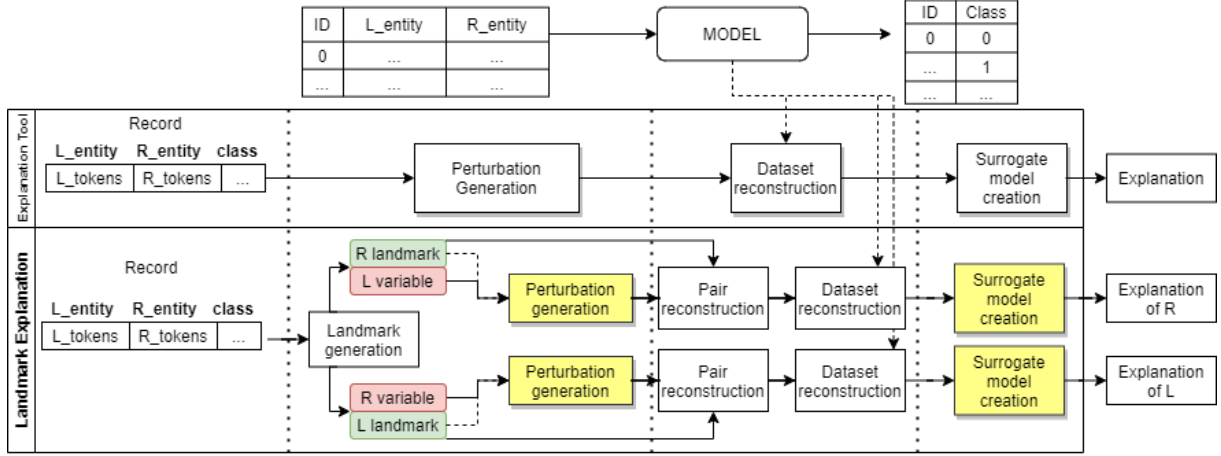 ID L_entity R_entity
0 ... ...
... ... ...
MODEL
ID Class
0 0
... 1
... ...
Explanation Tool
Record
L_entity R_entity class
L_tokens R_tokens ...
Perturbation
Generation
Dataset
reconstruction
Surrogate
model
creation
Explanation
Landmark Explanation
Record
L_entity R_entity class
L_tokens R_tokens ...
Landmark
generation
R landmark
L variable
Perturbation
generation
Pair
reconstruction
Dataset
reconstruction
Surrogate
model
creation
Explanation
of R
R variable
L landmark
Perturbation
generation
Pair
reconstruction
Dataset
reconstruction
Surrogate
model
creation
Explanation
of L